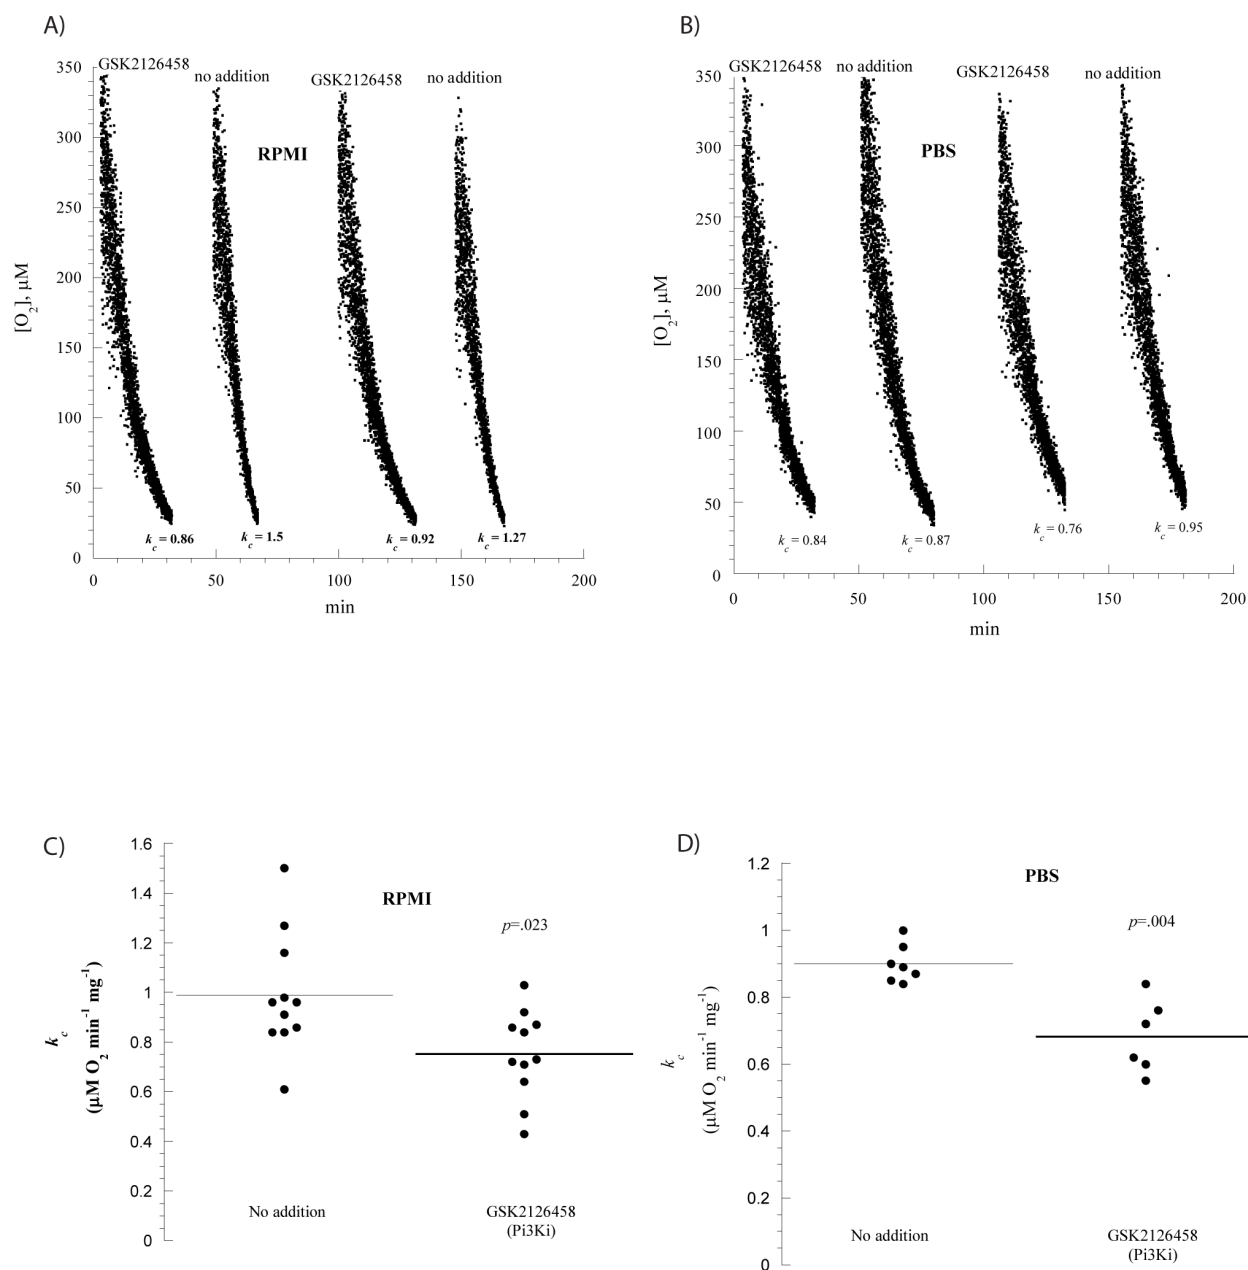 A)
GSK2126458
no addition
GSK2126458
no addition
RPMI
350
300
250
200
150
100
50
0
[O2], µM
kc = 0.86
kc = 1.5
kc = 0.92
kc = 1.27
0 50 100 150 200
min
B)
GSK2126458
no addition
GSK2126458
no addition
PBS
350
300
250
200
150
100
50
0
[O2], µM
kc = 0.84
kc = 0.87
kc = 0.76
kc = 0.95
0 50 100 150 200
min
C)
1.6
1.4
1.2
1
0.8
0.6
0.4
0.2
0
kc
(µM O2 min-1 mg-1)
RPMI
p=.023
No addition
GSK2126458
(Pi3Ki)
D)
1.2
1
0.8
0.6
0.4
0.2
0
kc
(µM O2 min-1 mg-1)
PBS
p=.004
No addition
GSK2126458
(Pi3Ki)